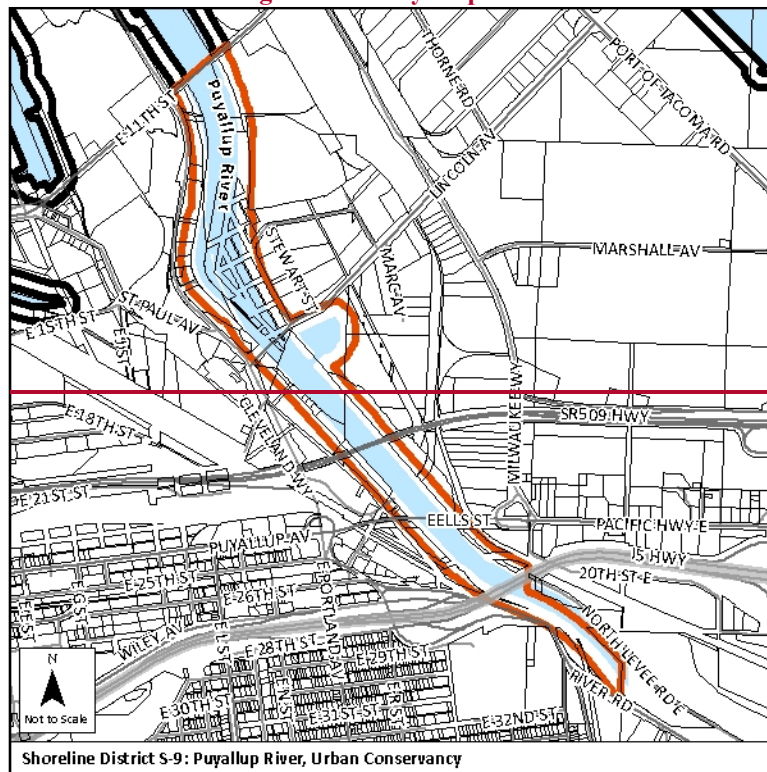 Puyallup River
E 11TH ST
THORNE RD
PORT OF TACOMA RD
LINCOLN AV
STEWART ST
MARC AV
MARSHALL AV
ST PAUL AV
E 15TH ST
E 18TH ST
CLEVELAND WY
MILWAUKEE WY
SR509 HWY
E 21ST ST
EELLS ST
PACIFIC HWY E
PUYALLUP AV
I5 HWY
20TH ST E
E 25TH ST
E 26TH ST
E G ST
E PORTLAND AV
WILEY AV
E L ST
E 28TH ST
E 29TH ST
NORTH LEVEE RD E
RIVER RD
E 30TH ST
E 31ST ST
E R ST
E 32ND ST
N
Not to Scale
Shoreline District S-9: Puyallup River, Urban Conservancy